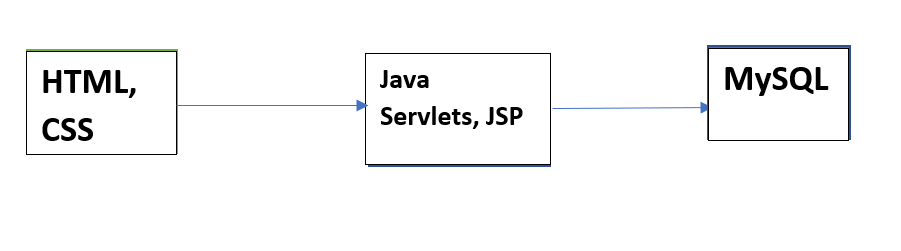 HTML,
CSS
Java
Servlets, JSP
MySQL